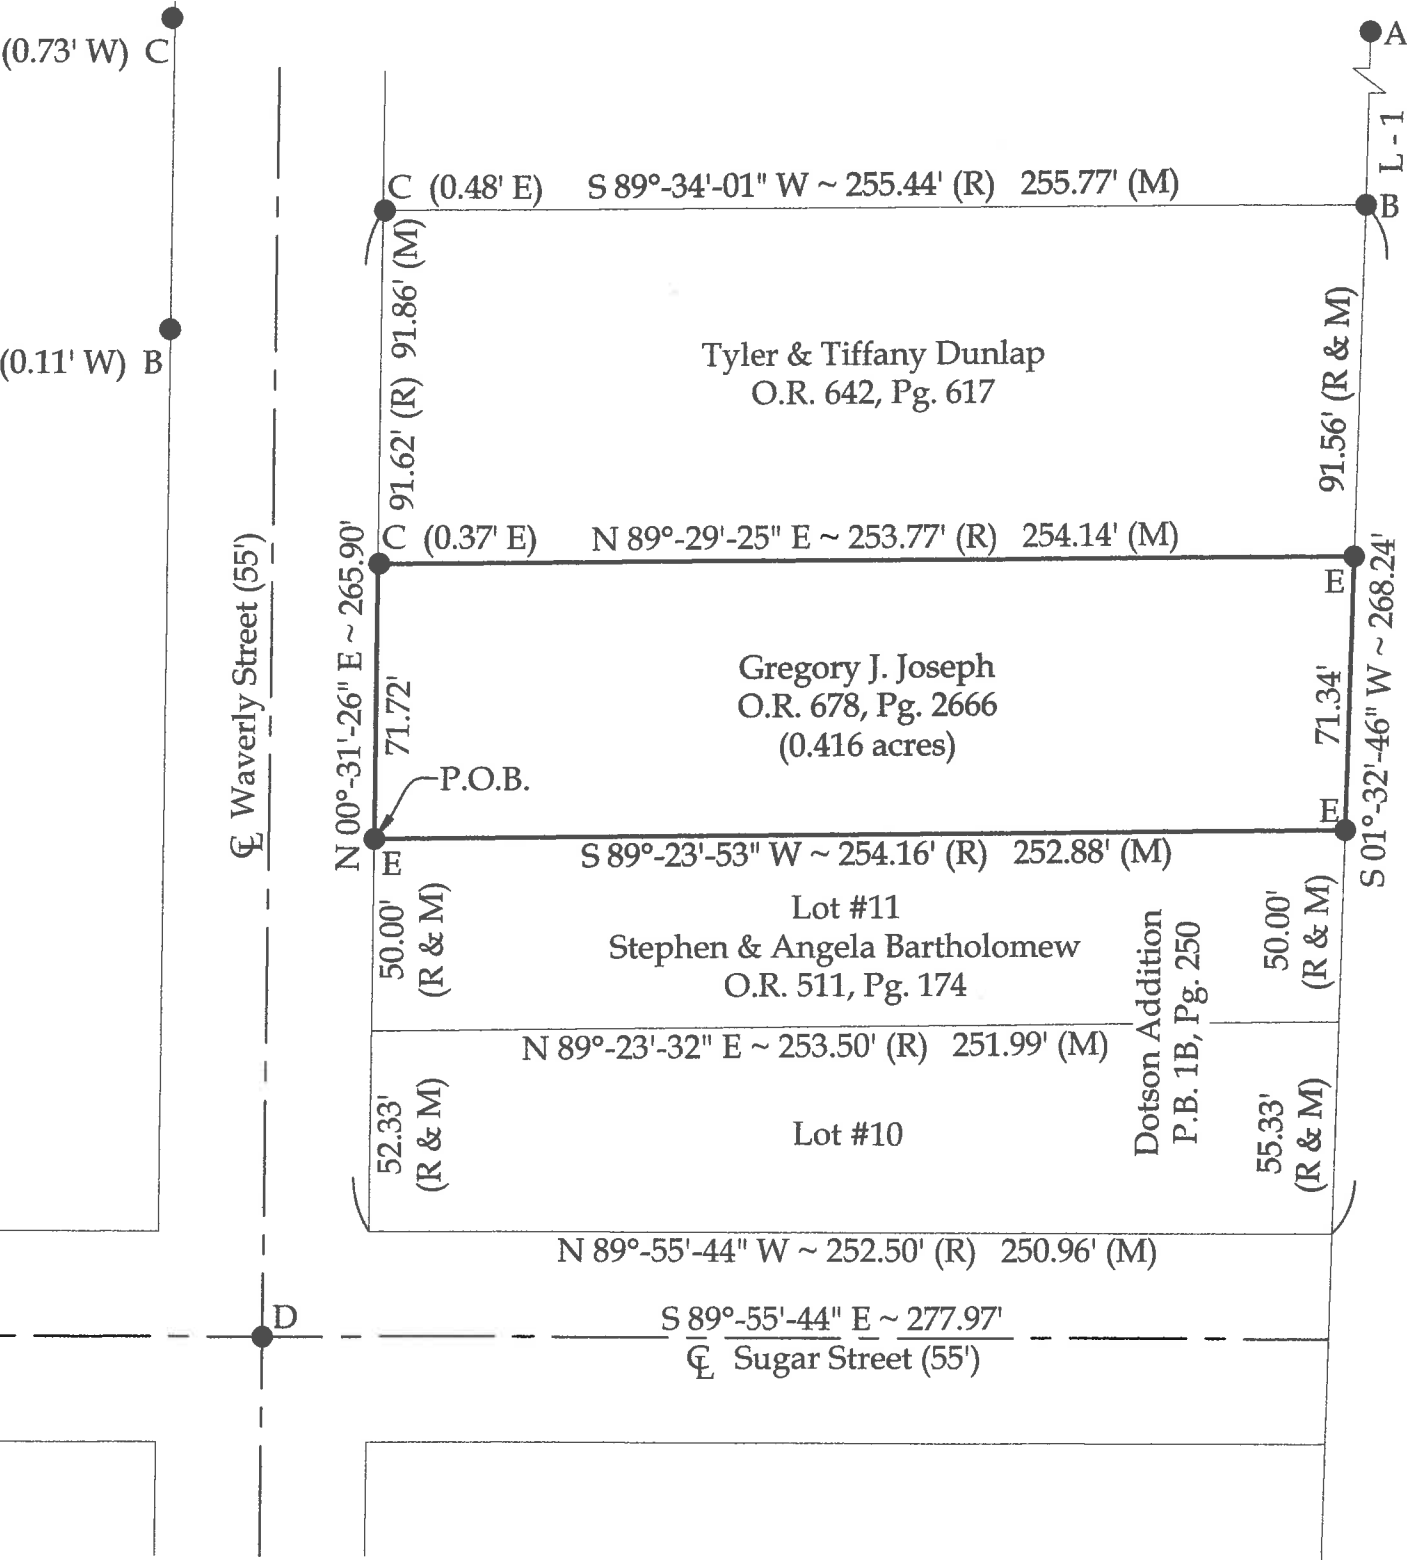 (0.73' W) C
A
L - 1
C (0.48' E) S 89°-34'-01" W ~ 255.44' (R) 255.77' (M)
B
91.62' (R) 91.86' (M)
(0.11' W) B
Tyler & Tiffany Dunlap
O.R. 642, Pg. 617
91.56' (R & M)
C (0.37' E) N 89°-29'-25" E ~ 253.77' (R) 254.14' (M)
E
℄ Waverly Street (55')
N 00°-31'-26" E ~ 265.90'
71.72'
Gregory J. Joseph
O.R. 678, Pg. 2666
(0.416 acres)
71.34'
S 01°-32'-46" W ~ 268.24'
P.O.B.
E
E
S 89°-23'-53" W ~ 254.16' (R) 252.88' (M)
50.00'
(R & M)
Lot #11
Stephen & Angela Bartholomew
O.R. 511, Pg. 174
Dotson Addition
P.B. 1B, Pg. 250
50.00'
(R & M)
N 89°-23'-32" E ~ 253.50' (R) 251.99' (M)
52.33'
(R & M)
Lot #10
55.33'
(R & M)
N 89°-55'-44" W ~ 252.50' (R) 250.96' (M)
D
S 89°-55'-44" E ~ 277.97'
℄ Sugar Street (55')